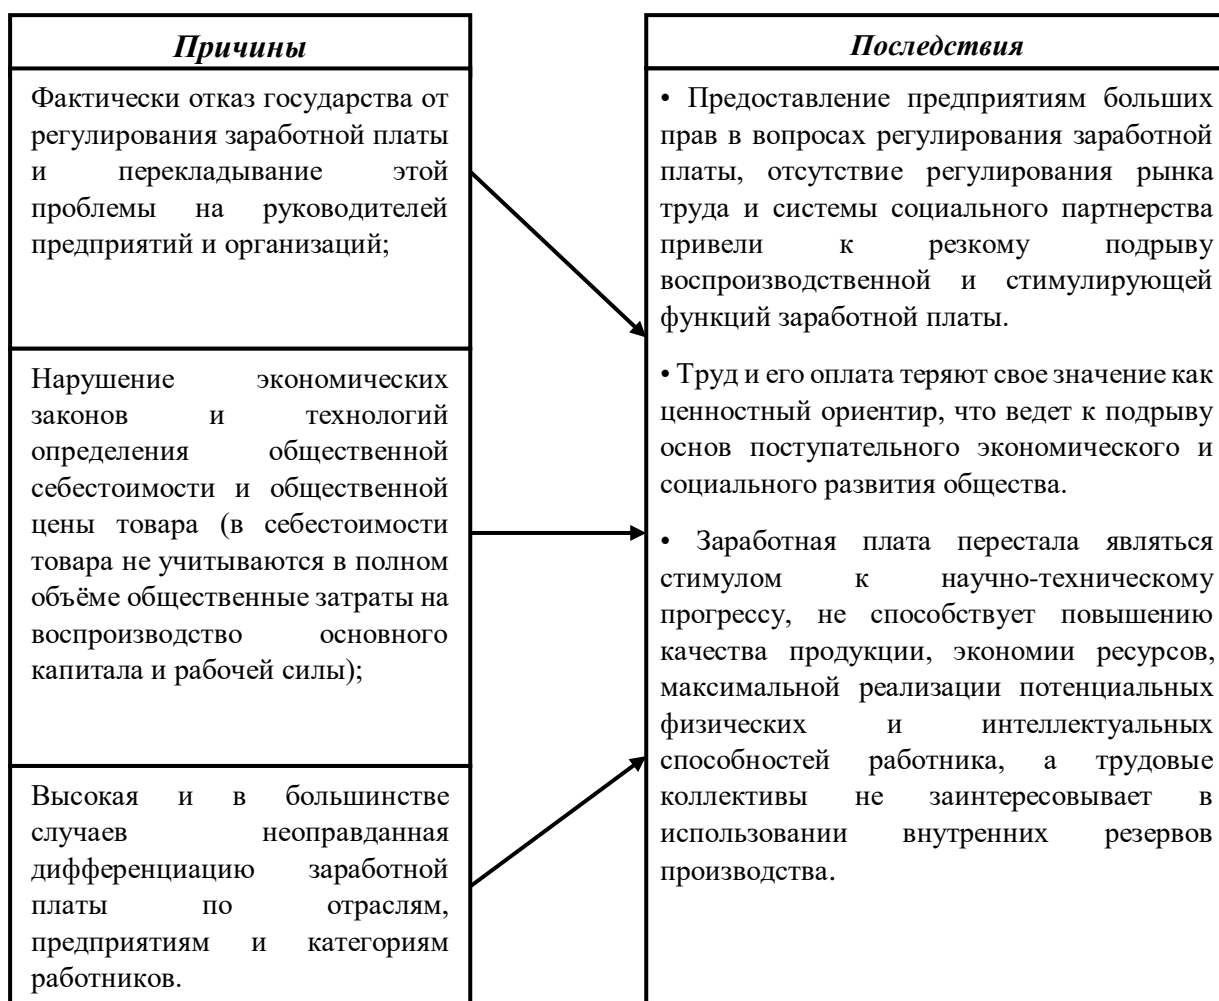 Причины
Фактически отказ государства от
регулирования заработной платы
и перекладывание этой
проблемы на руководителей
предприятий и организаций;
Нарушение экономических
законов и технологий
определения общественной
себестоимости и общественной
цены товара (в себестоимости
товара не учитываются в полном
объёме общественные затраты на
воспроизводство основного
капитала и рабочей силы);
Высокая и в большинстве
случаев неоправданная
дифференциацию заработной
платы по отраслям,
предприятиям и категориям
работников.
Последствия
• Предоставление предприятиям больших
прав в вопросах регулирования заработной
платы, отсутствие регулирования рынка
труда и системы социального партнерства
привели к резкому подрыву
воспроизводственной и стимулирующей
функций заработной платы.
• Труд и его оплата теряют свое значение как
ценностный ориентир, что ведет к подрыву
основ поступательного экономического и
социального развития общества.
• Заработная плата перестала являться
стимулом к научно-техническому
прогрессу, не способствует повышению
качества продукции, экономии ресурсов,
максимальной реализации потенциальных
физических и интеллектуальных
способностей работника, а трудовые
коллективы не заинтересовывает в
использовании внутренних резервов
производства.